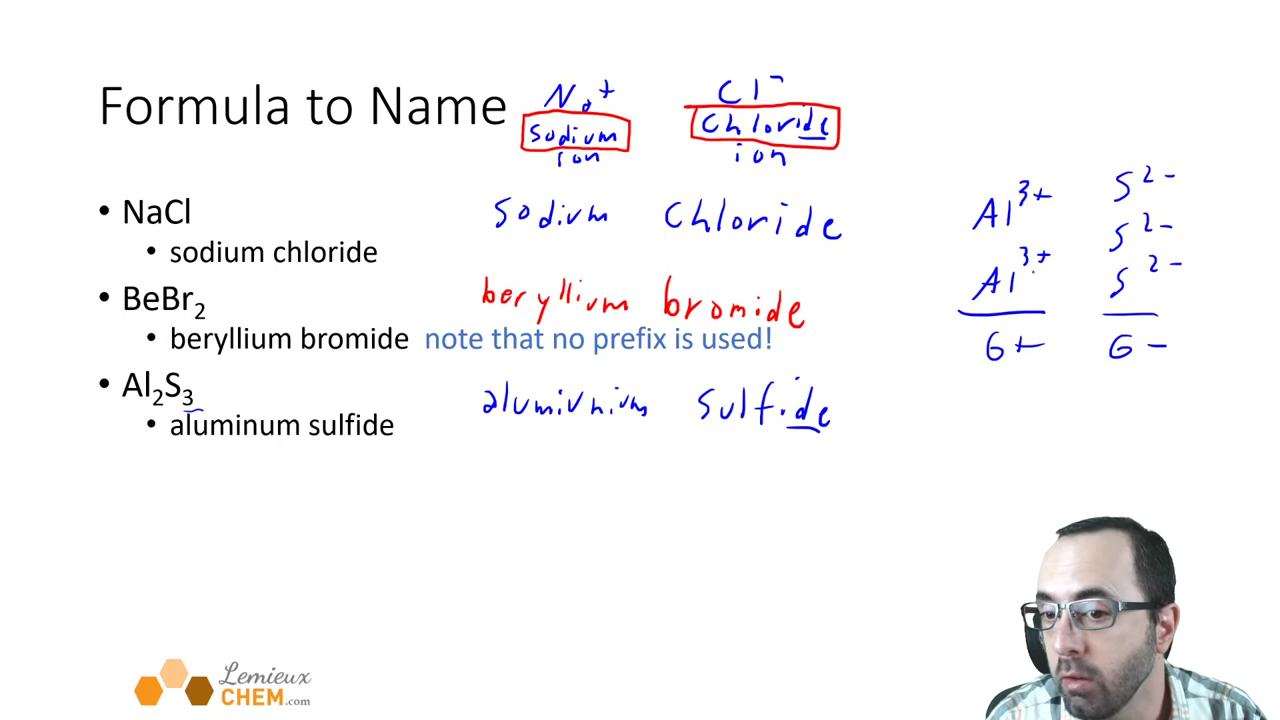 Formula to Name
Na+ Cl−
sodium chloride
ion ion
• NaCl
sodium chloride
• sodium chloride
• BeBr2
beryllium bromide
• beryllium bromide note that no prefix is used!
• Al2S3
alumiunium sulfide
• aluminum sulfide
Al3+ S2−
S2−
Al3+ S2−
6+ 6−
Lemieux
CHEM.com